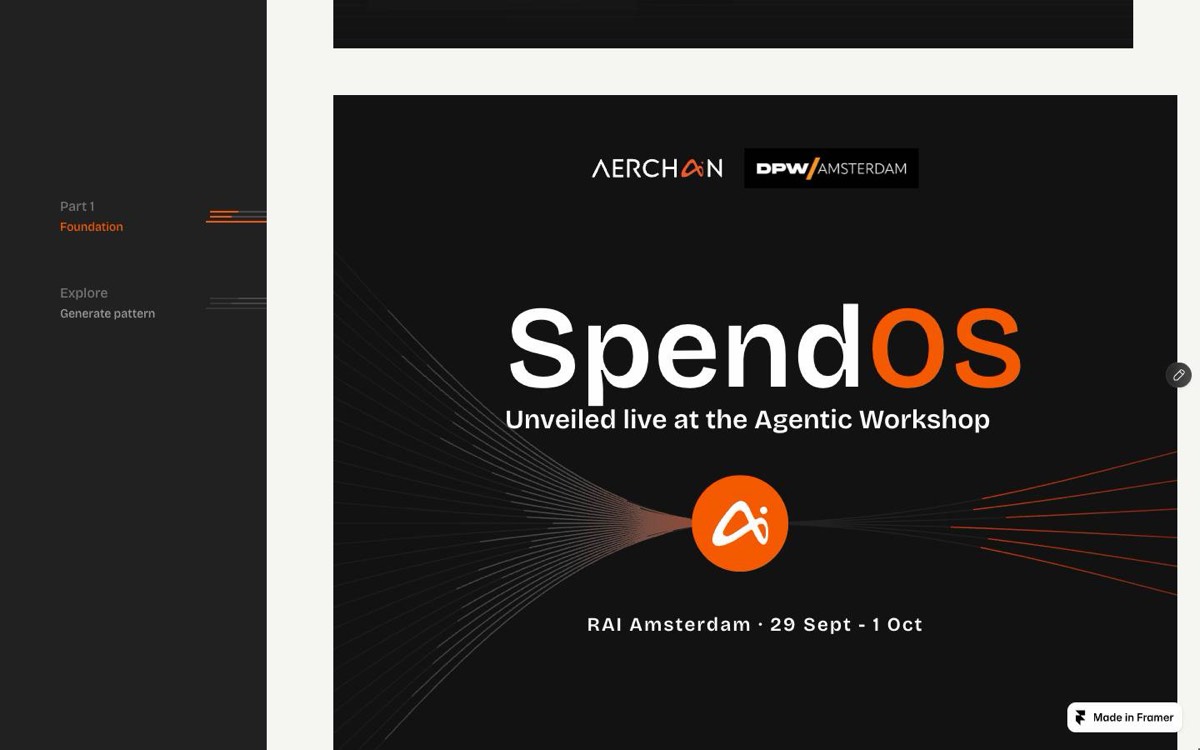 Part 1
Foundation
Explore
Generate pattern
AERCHAIN
DPW/AMSTERDAM
SpendOS
Unveiled live at the Agentic Workshop
RAI Amsterdam · 29 Sept - 1 Oct
Made in Framer